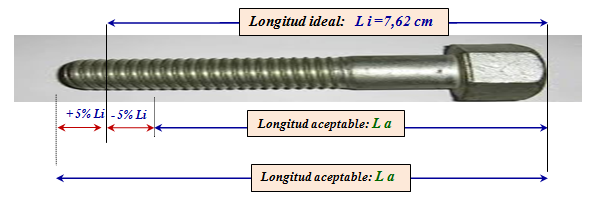 Longitud ideal: L i =7,62 cm
+5% Li -5% Li
Longitud aceptable: L a
Longitud aceptable: L a